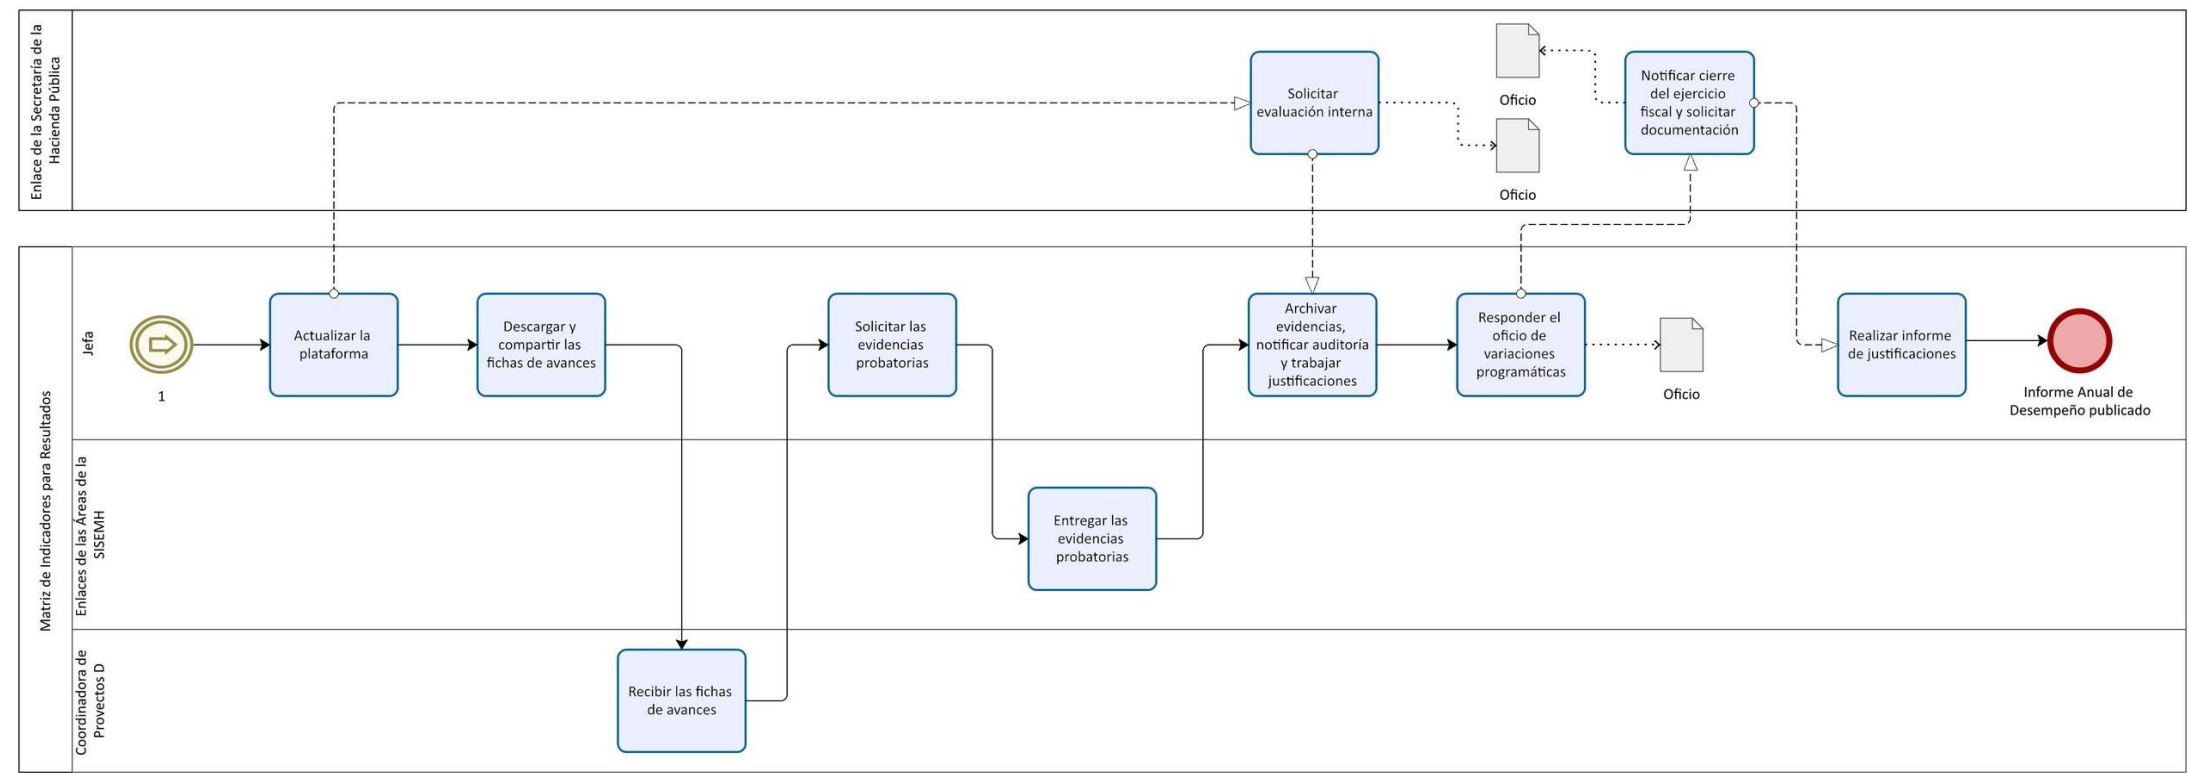 Enlace de la Secretaría de la
Hacienda Pública
Solicitar
evaluación interna
Oficio
Oficio
Notificar cierre
del ejercicio
fiscal y solicitar
documentación
Matriz de Indicadores para Resultados
Jefa
1
Actualizar la
plataforma
Descargar y
compartir las
fichas de avances
Solicitar las
evidencias
probatorias
Archivar
evidencias,
notificar auditoría
y trabajar
justificaciones
Responder el
oficio de
variaciones
programáticas
Oficio
Realizar informe
de justificaciones
Informe Anual de
Desempeño publicado
Enlaces de las Áreas de la
SISEMH
Entregar las
evidencias
probatorias
Coordinadora de
Proyectos D
Recibir las fichas
de avances